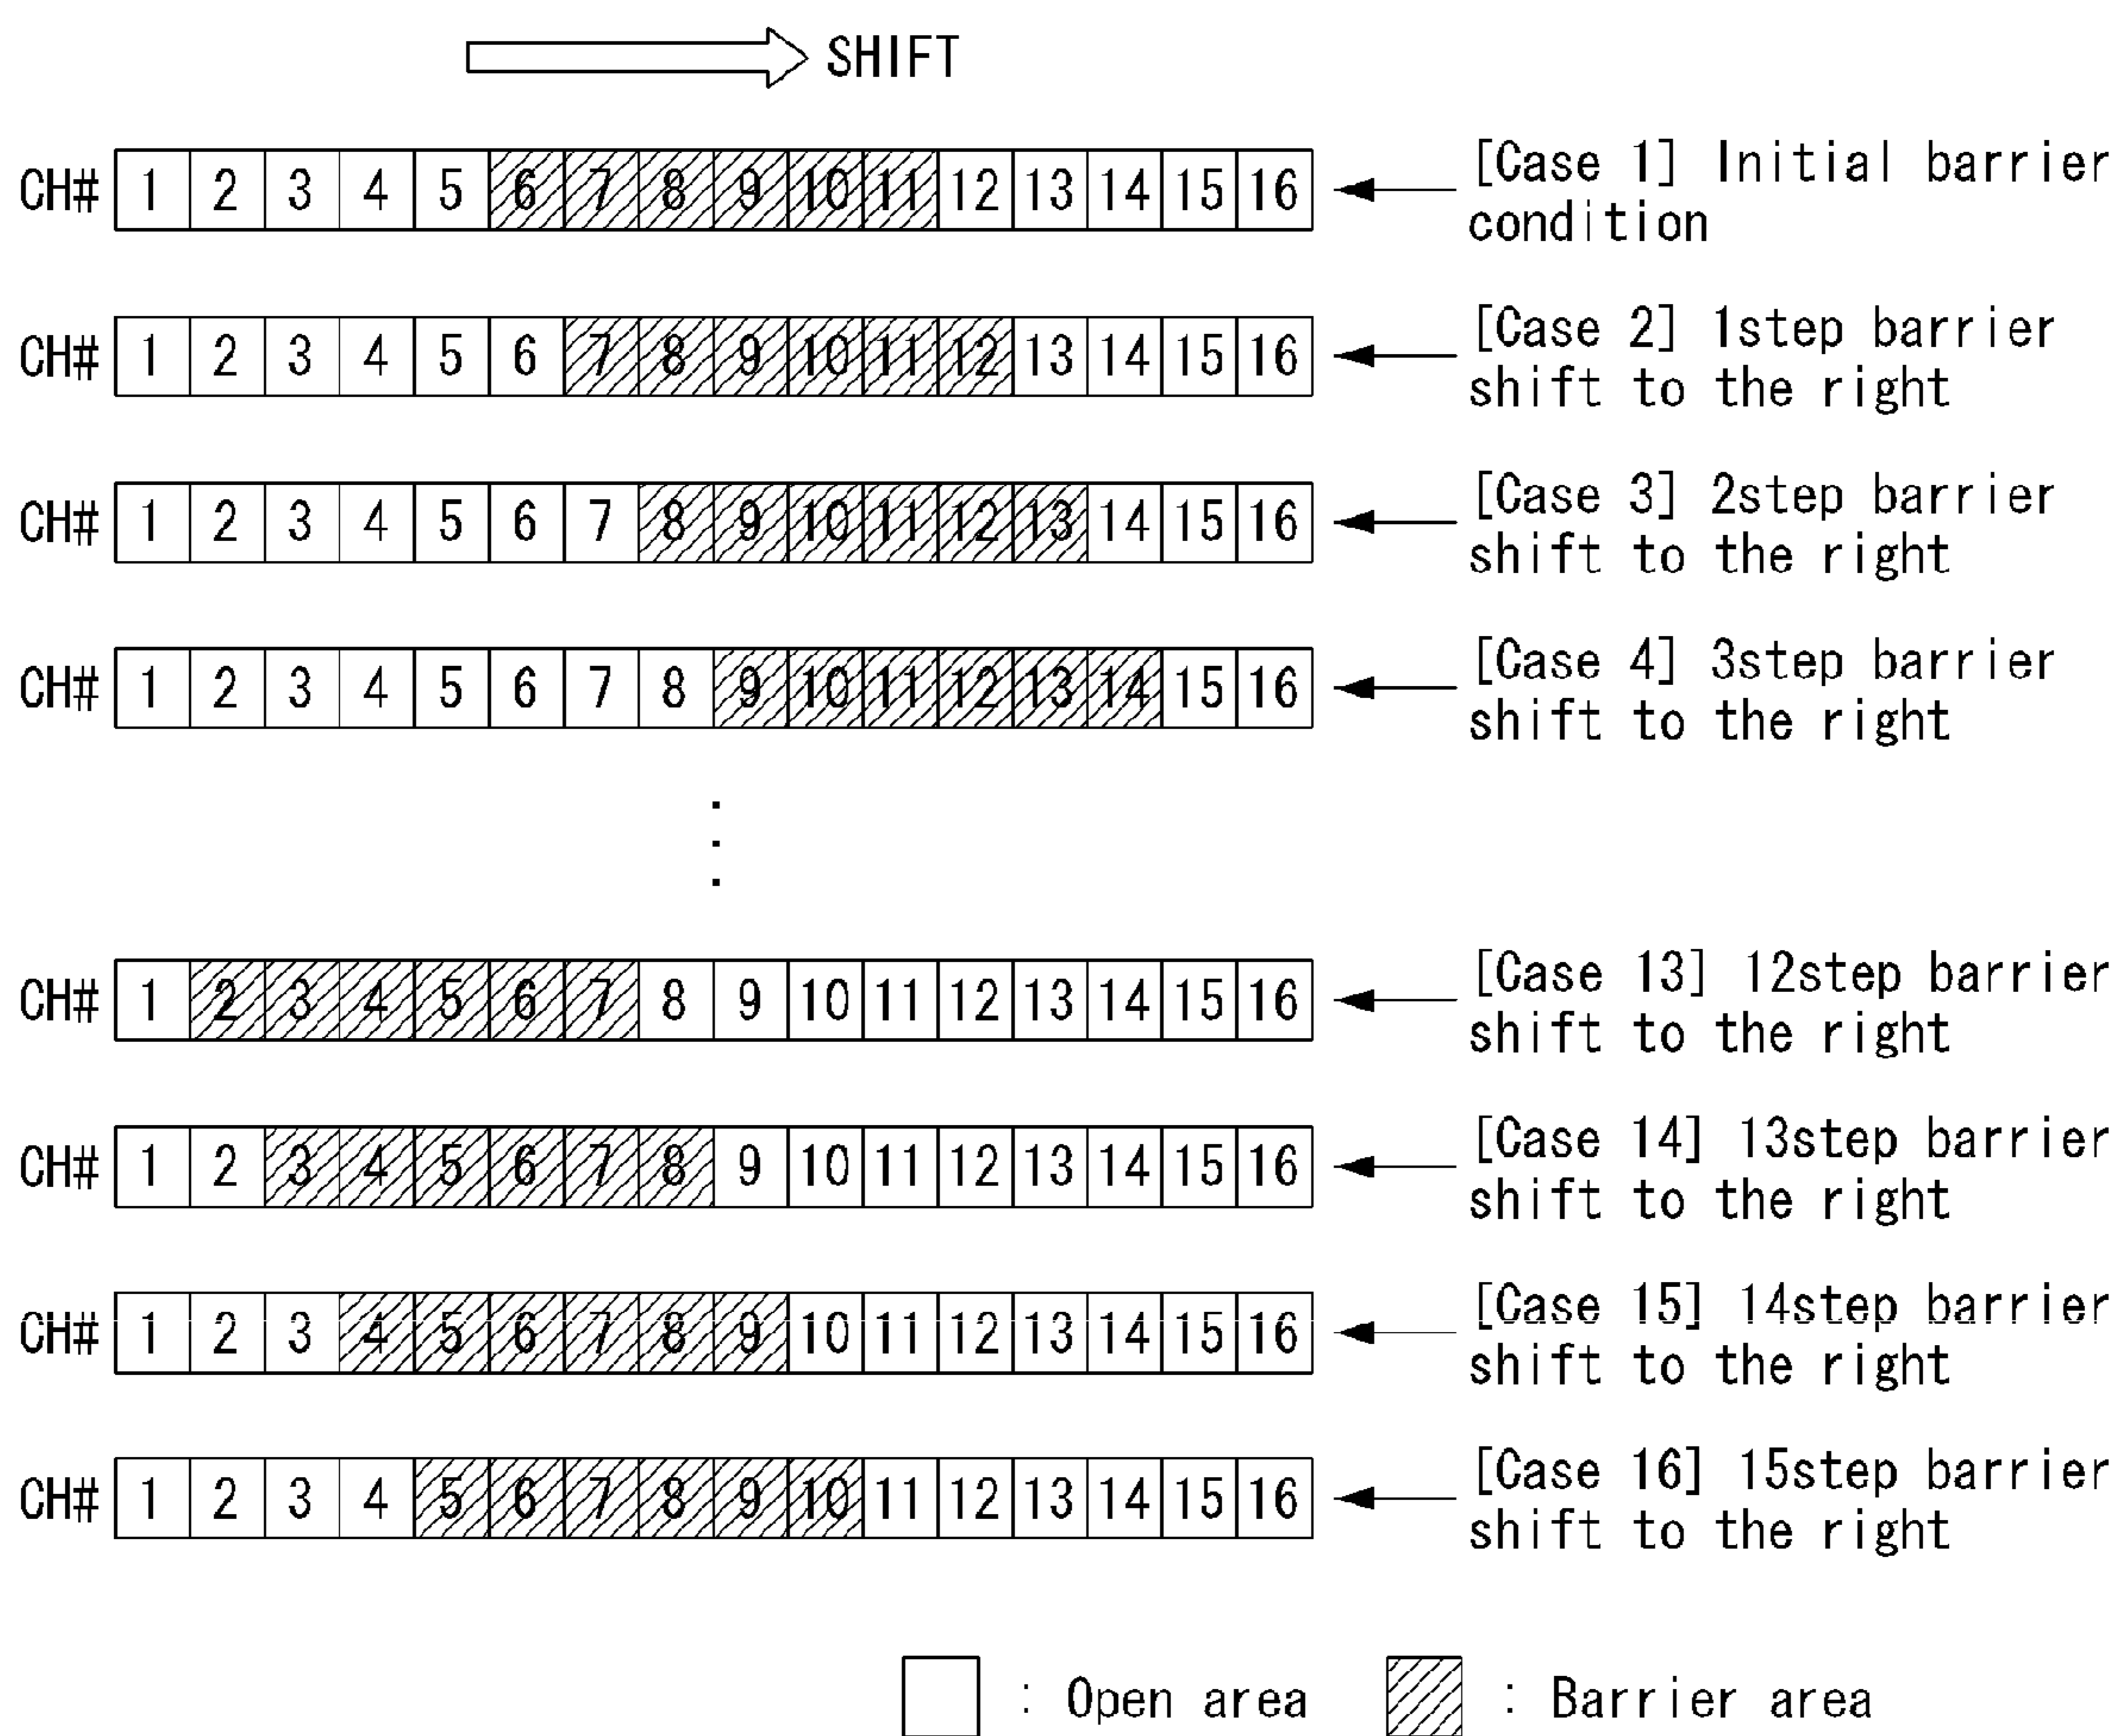 SHIFT
CH# 1 2 3 4 5 6 7 8 9 10 11 12 13 14 15 16 [Case 1] Initial barrier
condition
CH# 1 2 3 4 5 6 7 8 9 10 11 12 13 14 15 16 [Case 2] 1step barrier
shift to the right
CH# 1 2 3 4 5 6 7 8 9 10 11 12 13 14 15 16 [Case 3] 2step barrier
shift to the right
CH# 1 2 3 4 5 6 7 8 9 10 11 12 13 14 15 16 [Case 4] 3step barrier
shift to the right
CH# 1 2 3 4 5 6 7 8 9 10 11 12 13 14 15 16 [Case 13] 12step barrier
shift to the right
CH# 1 2 3 4 5 6 7 8 9 10 11 12 13 14 15 16 [Case 14] 13step barrier
shift to the right
CH# 1 2 3 4 5 6 7 8 9 10 11 12 13 14 15 16 [Case 15] 14step barrier
shift to the right
CH# 1 2 3 4 5 6 7 8 9 10 11 12 13 14 15 16 [Case 16] 15step barrier
shift to the right
: Open area : Barrier area